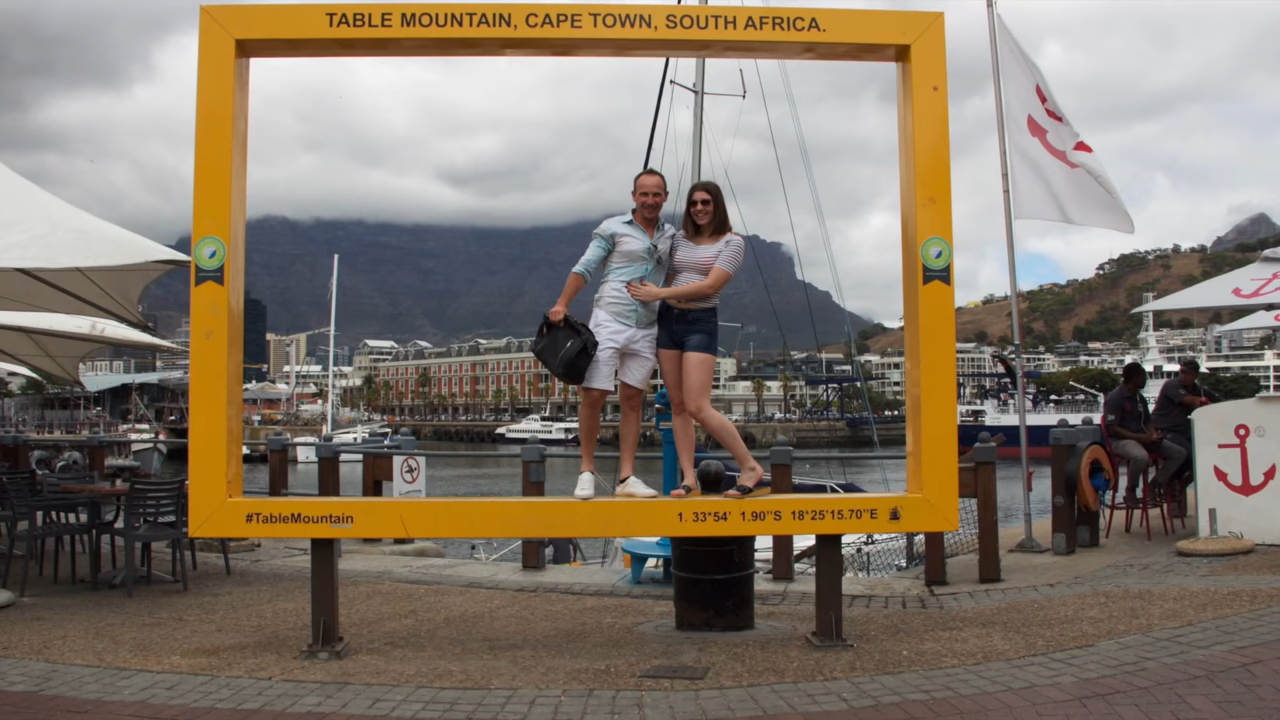 TABLE MOUNTAIN, CAPE TOWN, SOUTH AFRICA.
#TableMountain
1. 33°54' 1.90"S 18°25'15.70"E